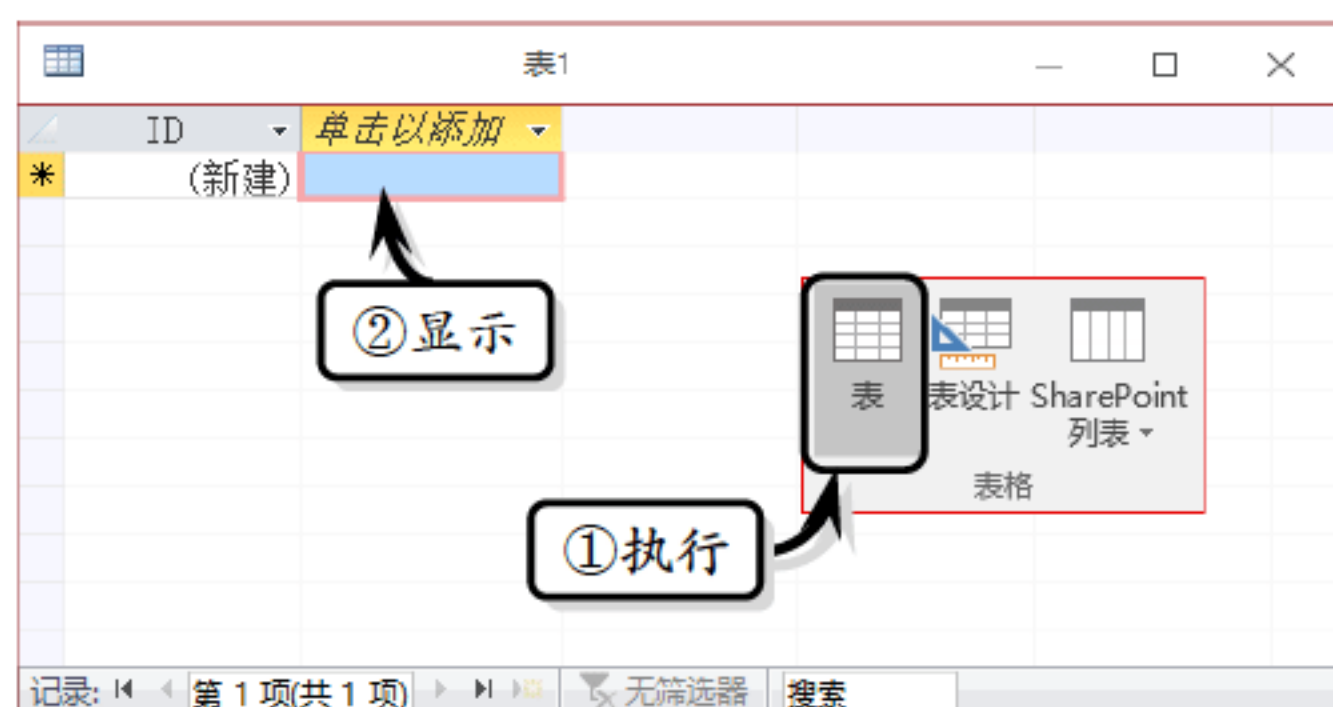 表1
ID 单击以添加
* (新建)
②显示
表 表设计 SharePoint
列表
表格
①执行
记录: 第 1 项(共 1 项) 无筛选器 搜索